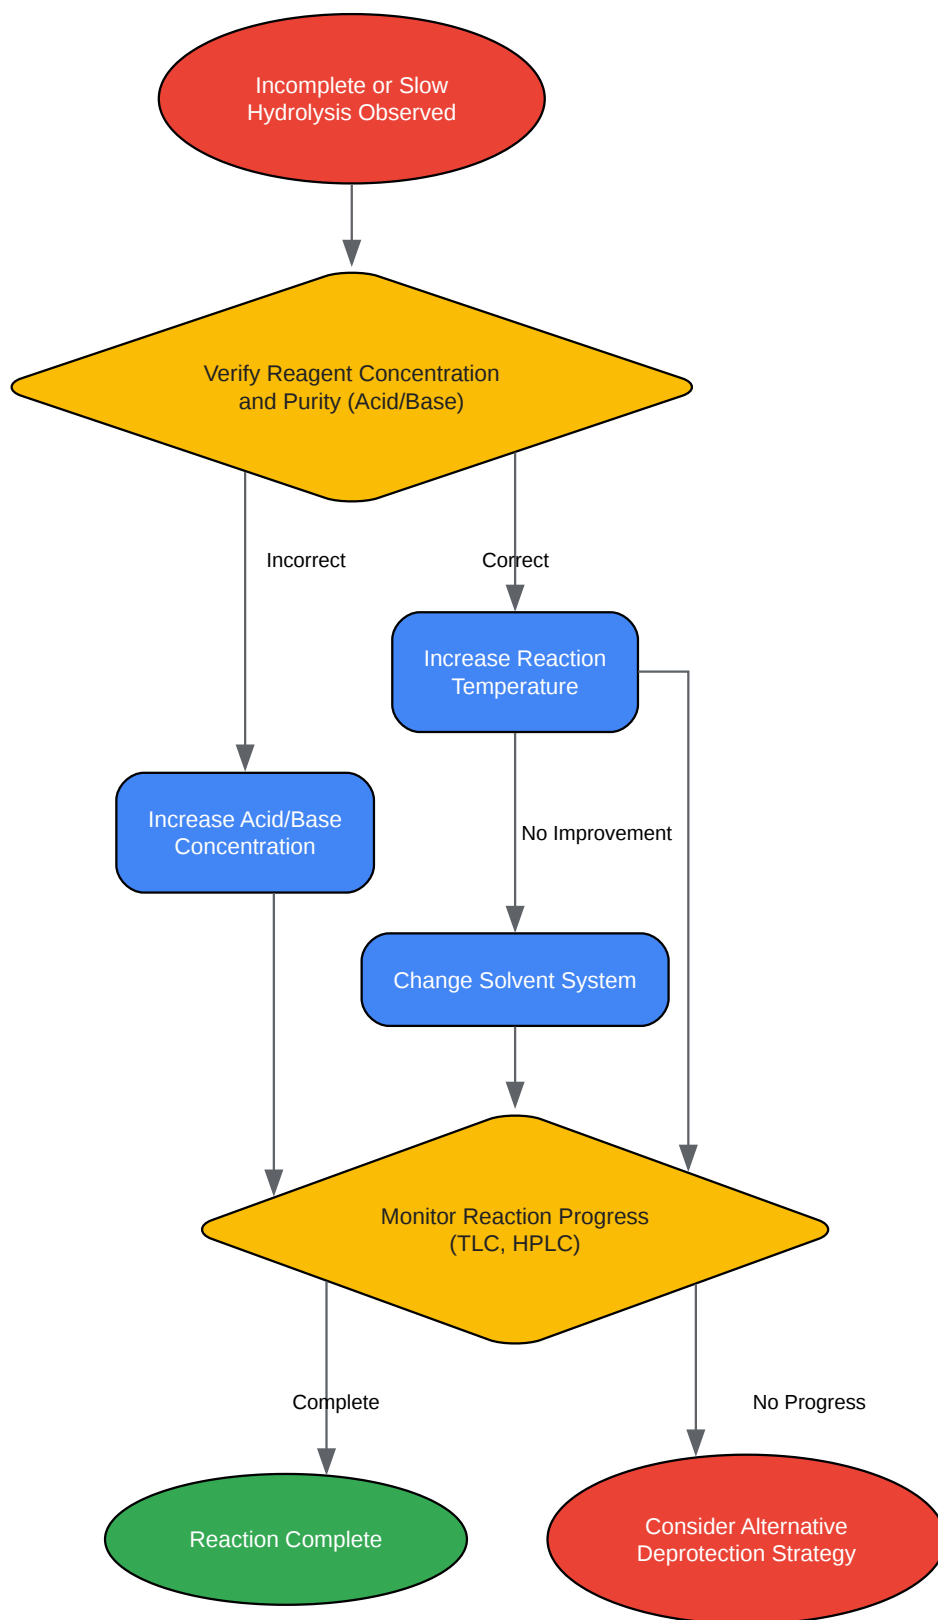 Incomplete or Slow
Hydrolysis Observed
Verify Reagent Concentration
and Purity (Acid/Base)
Incorrect
Correct
Increase Reaction
Temperature
Increase Acid/Base
Concentration
No Improvement
Change Solvent System
Monitor Reaction Progress
(TLC, HPLC)
Complete
No Progress
Reaction Complete
Consider Alternative
Deprotection Strategy